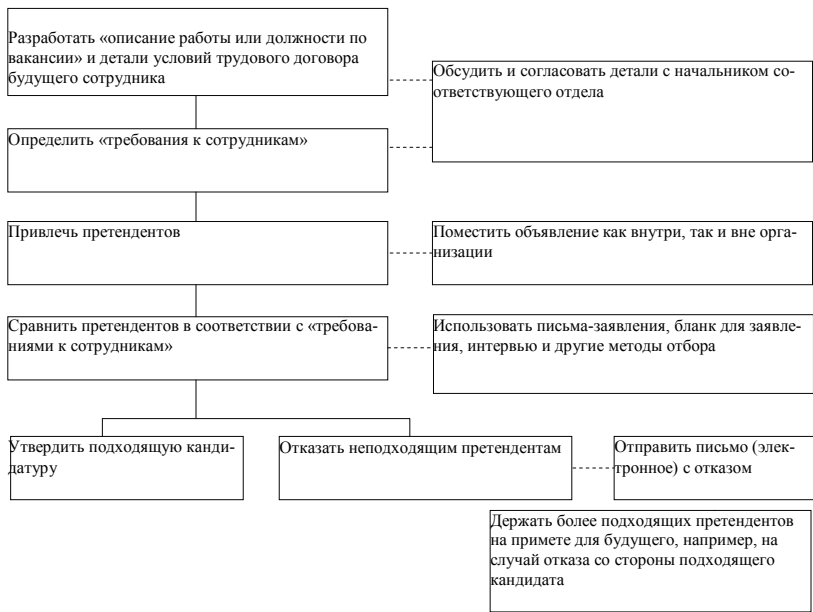 Разработать «описание работы или должности по
вакансии» и детали условий трудового договора
будущего сотрудника
Обсудить и согласовать детали с начальником со-
ответствующего отдела
Определить «требования к сотрудникам»
Привлечь претендентов
Поместить объявление как внутри, так и вне орга-
низации
Сравнить претендентов в соответствии с «требова-
ниями к сотрудникам»
Использовать письма-заявления, бланк для заявле-
ния, интервью и другие методы отбора
Утвердить подходящую канди-
датуру
Отказать неподходящим претендентам
Отправить письмо (элек-
тронное) с отказом
Держать более подходящих претендентов
на примете для будущего, например, на
случай отказа со стороны подходящего
кандидата